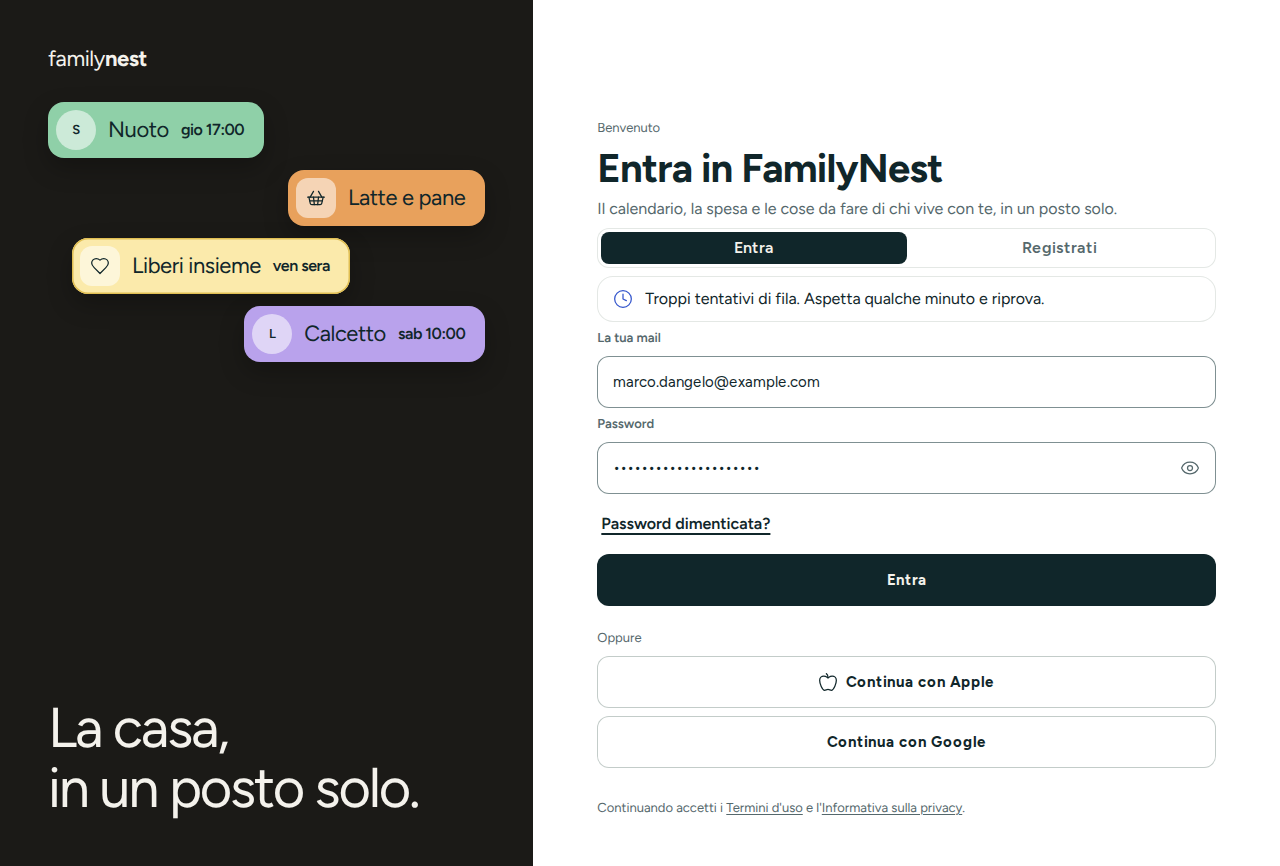 familynest
S Nuoto gio 17:00
Latte e pane
Liberi insieme ven sera
L Calcetto sab 10:00
La casa,
in un posto solo.
Benvenuto
Entra in FamilyNest
Il calendario, la spesa e le cose da fare di chi vive con te, in un posto solo.
Entra Registrati
Troppi tentativi di fila. Aspetta qualche minuto e riprova.
La tua mail
marco.dangelo@example.com
Password
•••••••••••••••••••••
Password dimenticata?
Entra
Oppure
Continua con Apple
Continua con Google
Continuando accetti i Termini d'uso e l'Informativa sulla privacy.